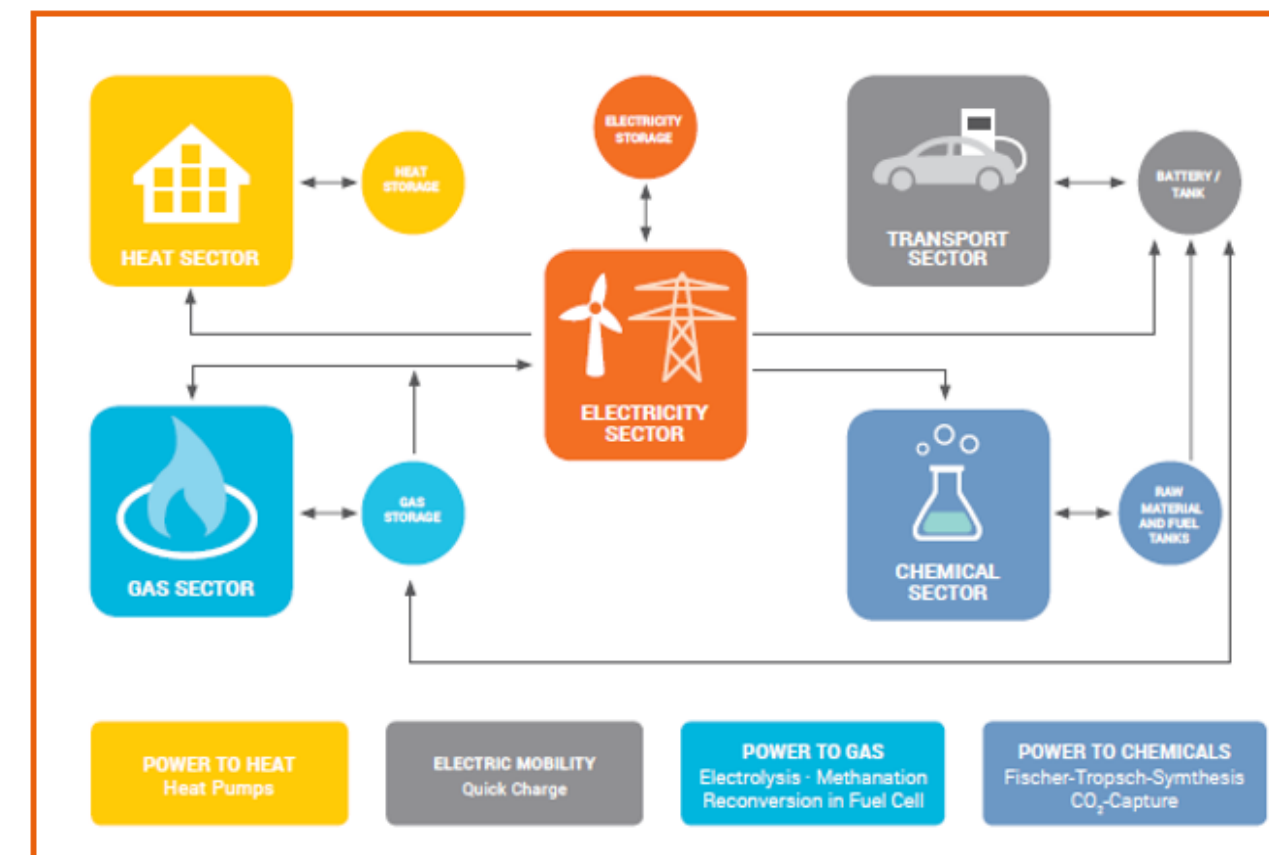 HEAT SECTOR
HEAT
STORAGE
ELECTRICITY
STORAGE
TRANSPORT
SECTOR
BATTERY /
TANK
ELECTRICITY
SECTOR
GAS SECTOR
GAS
STORAGE
CHEMICAL
SECTOR
RAW
MATERIAL
AND FUEL
TANKS
POWER TO HEAT
Heat Pumps
ELECTRIC MOBILITY
Quick Charge
POWER TO GAS
Electrolysis · Methanation
Reconversion in Fuel Cell
POWER TO CHEMICALS
Fischer-Tropsch-Symthesis
CO₂-Capture